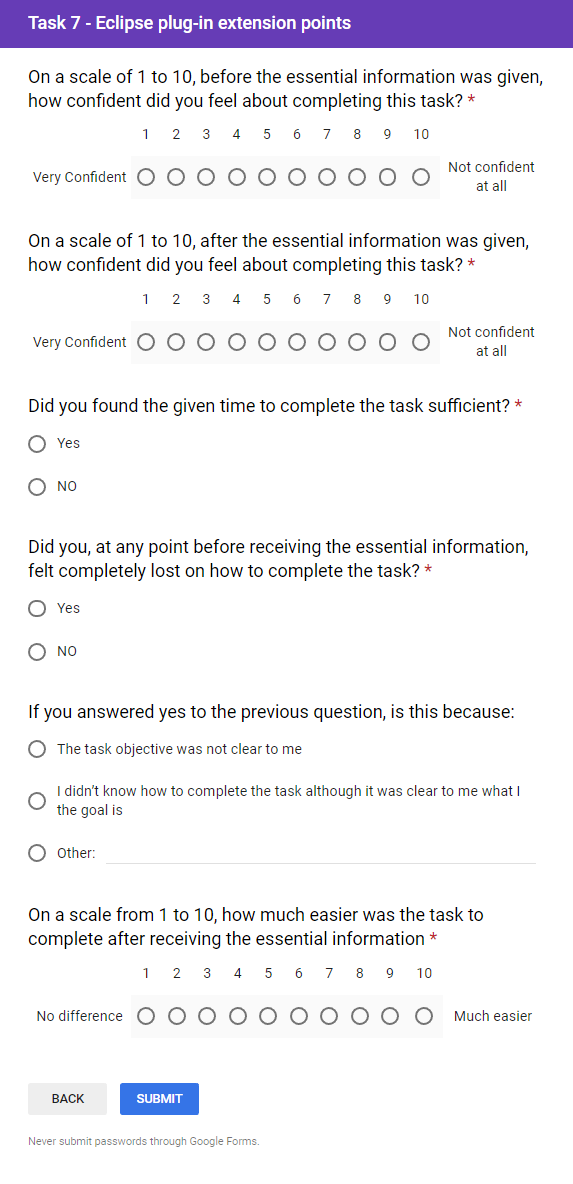 Task 7 - Eclipse plug-in extension points
On a scale of 1 to 10, before the essential information was given,
how confident did you feel about completing this task? *
1 2 3 4 5 6 7 8 9 10
Very Confident
Not confident
at all
On a scale of 1 to 10, after the essential information was given,
how confident did you feel about completing this task? *
1 2 3 4 5 6 7 8 9 10
Very Confident
Not confident
at all
Did you found the given time to complete the task sufficient? *
Yes
NO
Did you, at any point before receiving the essential information,
felt completely lost on how to complete the task? *
Yes
NO
If you answered yes to the previous question, is this because:
The task objective was not clear to me
I didn't know how to complete the task although it was clear to me what I
the goal is
Other:
On a scale from 1 to 10, how much easier was the task to
complete after receiving the essential information *
1 2 3 4 5 6 7 8 9 10
No difference
Much easier
BACK
SUBMIT
Never submit passwords through Google Forms.